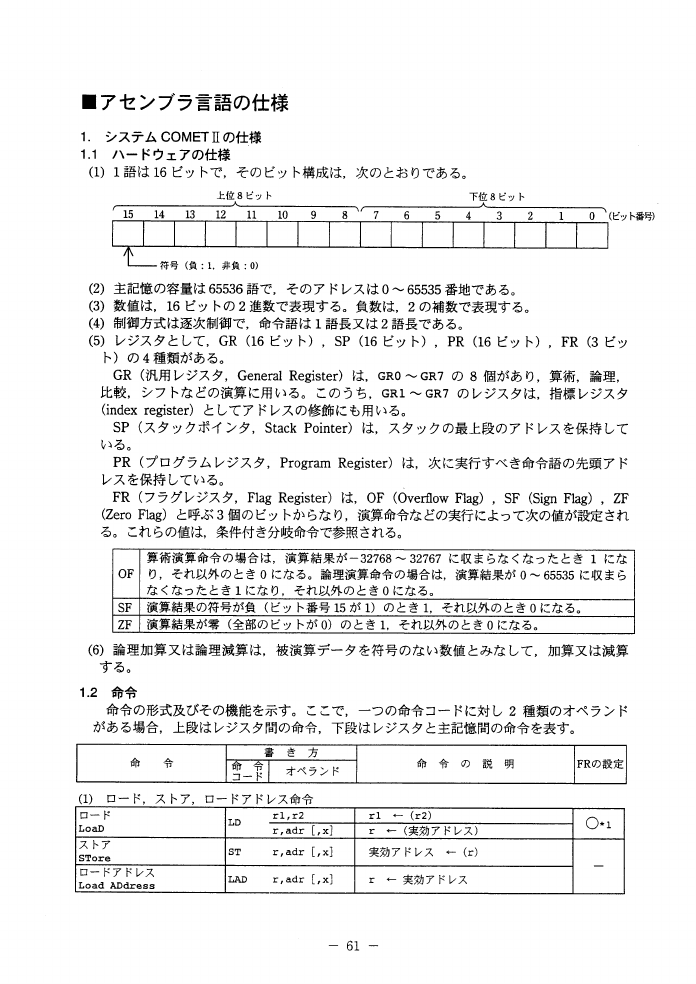 ■アセンブラ言語の仕様
1. システム COMETⅡの仕様
1.1 ハードウェアの仕様
(1) 1語は16ビットで，そのビット構成は，次のとおりである。
上位8ビット 下位8ビット
15 14 13 12 11 10 9 8 7 6 5 4 3 2 1 0 (ビット番号)
符号（負：1，非負：0）
(2) 主記憶の容量は65536語で，そのアドレスは0～65535番地である。
(3) 数値は，16ビットの2進数で表現する。負数は，2の補数で表現する。
(4) 制御方式は逐次制御で，命令語は1語長又は2語長である。
(5) レジスタとして，GR（16ビット），SP（16ビット），PR（16ビット），FR（3ビッ
ト）の4種類がある。
GR（汎用レジスタ，General Register）は，GR0～GR7 の 8 個があり，算術，論理，
比較，シフトなどの演算に用いる。このうち，GR1～GR7 のレジスタは，指標レジスタ
(index register）としてアドレスの修飾にも用いる。
SP（スタックポインタ，Stack Pointer）は，スタックの最上段のアドレスを保持して
いる。
PR（プログラムレジスタ，Program Register）は，次に実行すべき命令語の先頭アド
レスを保持している。
FR（フラグレジスタ，Flag Register）は，OF（Overflow Flag），SF（Sign Flag），ZF
(Zero Flag）と呼ぶ3個のビットからなり，演算命令などの実行によって次の値が設定され
る。これらの値は，条件付き分岐命令で参照される。
OF 算術演算命令の場合は，演算結果が－32768～32767 に収まらなくなったとき 1 にな
り，それ以外のとき0になる。論理演算命令の場合は，演算結果が 0～65535 に収まら
なくなったとき1になり，それ以外のとき0になる。
SF 演算結果の符号が負（ビット番号15が1）のとき1，それ以外のとき0になる。
ZF 演算結果が零（全部のビットが0）のとき1，それ以外のとき0になる。
(6) 論理加算又は論理減算は，被演算データを符号のない数値とみなして，加算又は減算
する。
1.2 命令
命令の形式及びその機能を示す。ここで，一つの命令コードに対し 2 種類のオペランド
がある場合，上段はレジスタ間の命令，下段はレジスタと主記憶間の命令を表す。
命 令 書 き 方 命 令 の 説 明 FRの設定
命 令
コード オペランド
(1) ロード，ストア，ロードアドレス命令
ロード
LoaD LD r1,r2 r1 ← (r2) ○*1
r,adr [,x] r ← (実効アドレス)
ストア
STore ST r,adr [,x] 実効アドレス ← (r) －
ロードアドレス
Load ADdress LAD r,adr [,x] r ← 実効アドレス
－ 61 －